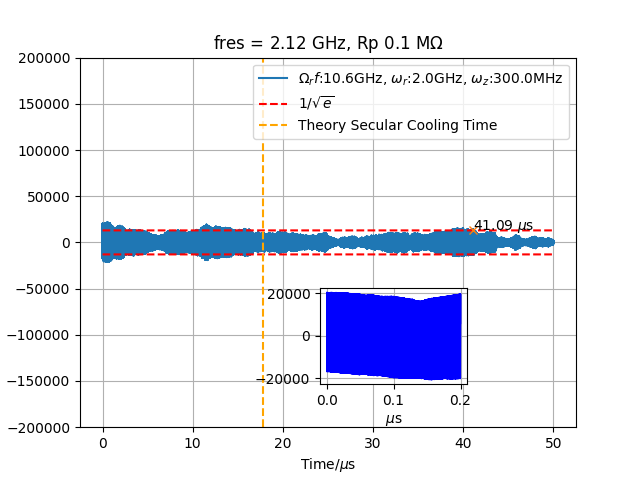 fres = 2.12 GHz, Rp 0.1 MΩ
200000
150000
100000
50000
0
−50000
−100000
−150000
−200000
Ω_rf:10.6GHz, ω_r:2.0GHz, ω_z:300.0MHz
1/√e
Theory Secular Cooling Time
41.09 μs
20000
0
−20000
0.0 0.1 0.2
μs
0 10 20 30 40 50
Time/μs